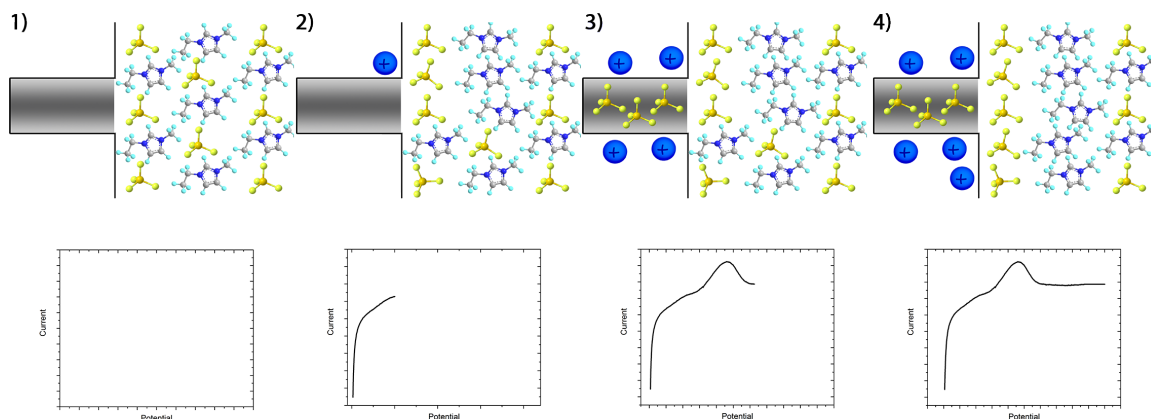 1)
2)
3)
4)
+
+
+
+
+
+
+
+
+
+
Current
Potential
Current
Potential
Current
Potential
Current
Potential